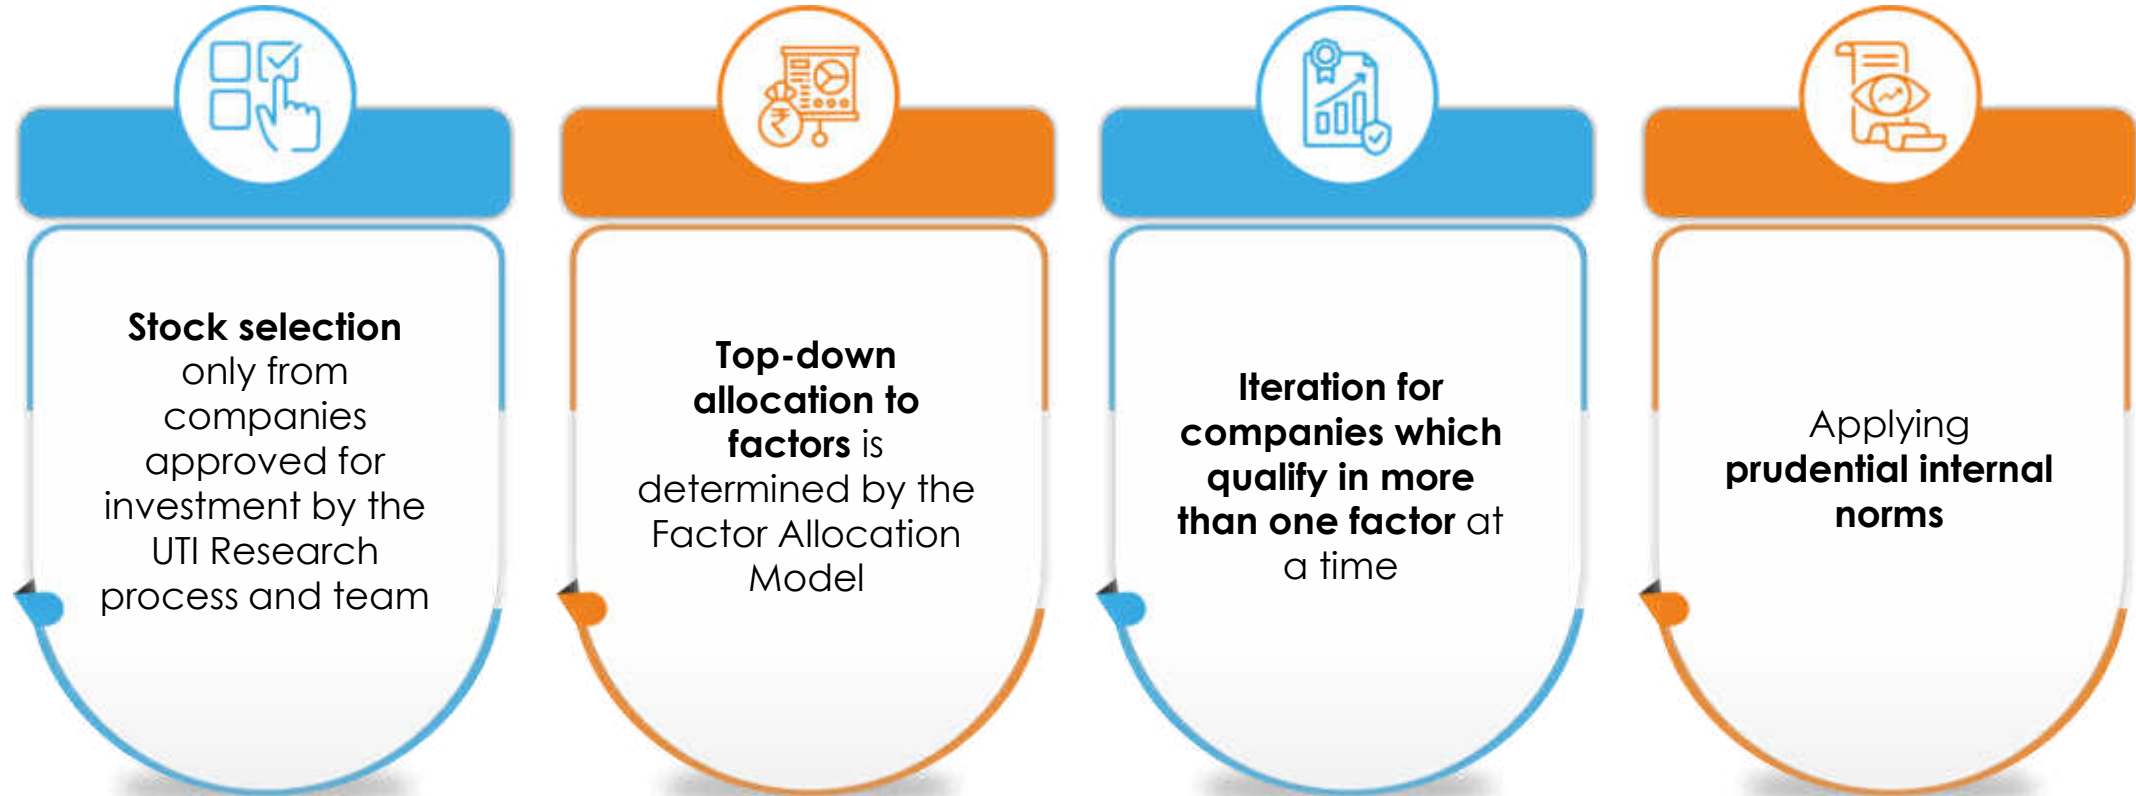 Stock selection
only from
companies
approved for
investment by the
UTI Research
process and team
Top-down
allocation to
factors is
determined by the
Factor Allocation
Model
Iteration for
companies which
qualify in more
than one factor at
a time
Applying
prudential internal
norms